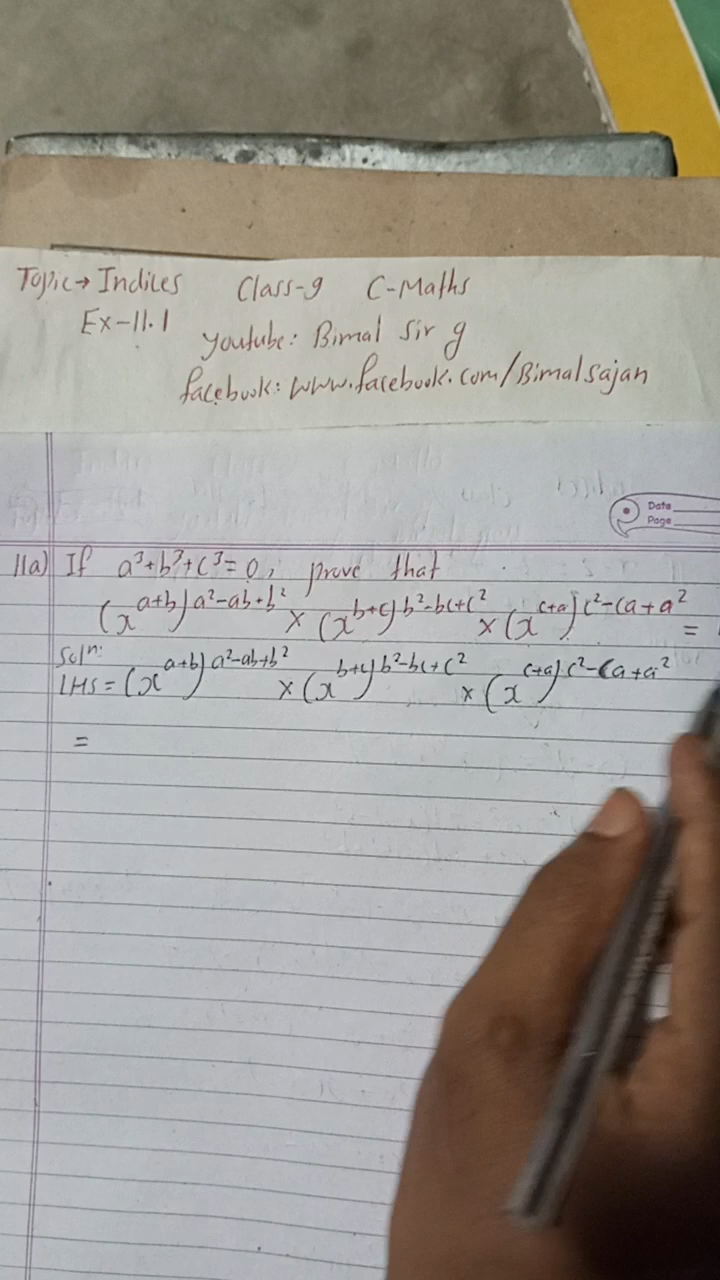 Topic→ Indices Class-9 C-Maths
Ex-11.1
youtube: Bimal Sir g
facebook: www.facebook.com/Bimalsajan
Data
Page
11a) If a³+b³+c³=0, prove that
(x^{a+b})^{a²-ab+b²} × (x^{b+c})^{b²-bc+c²} × (x^{c+a})^{c²-ca+a²} =
Solⁿ:
LHS = (x^{a+b})^{a²-ab+b²} × (x^{b+c})^{b²-bc+c²} × (x^{c+a})^{c²-ca+a²}
=